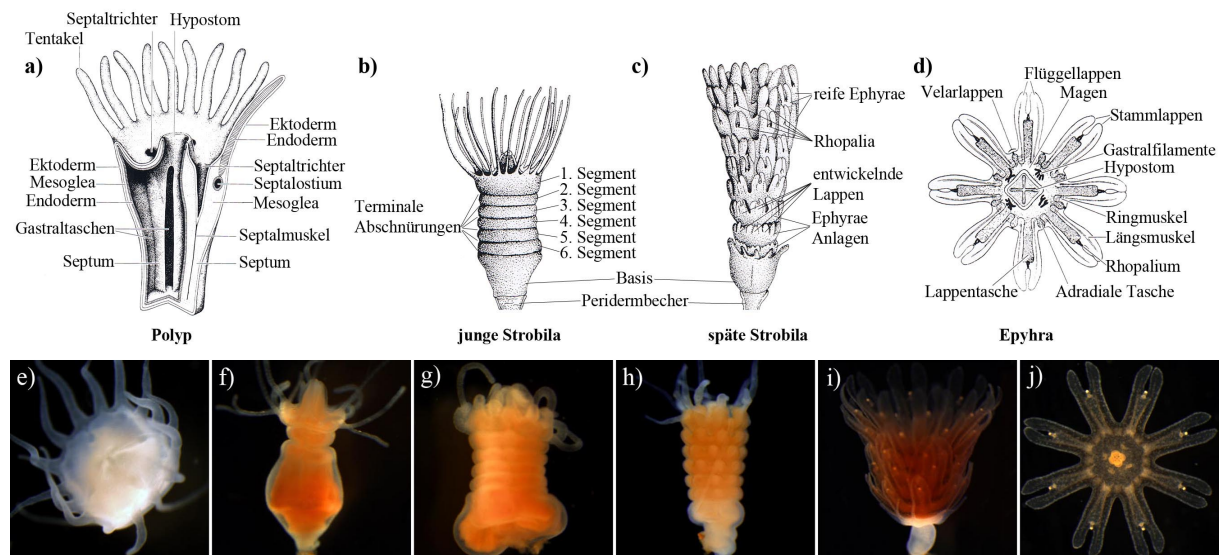 Septaltrichter
Hypostom
Tentakel
a)
Ektoderm
Endoderm
Ektoderm
Mesoglea
Endoderm
Septaltrichter
Septalostium
Mesoglea
Gastraltaschen
Septalmuskel
Septum
Septum
Polyp
b)
1. Segment
2. Segment
3. Segment
4. Segment
5. Segment
6. Segment
Terminale
Abschnürungen
Basis
Peridermbecher
junge Strobila
c)
reife Ephyrae
Rhopalia
entwickelnde
Lappen
Ephyrae
Anlagen
späte Strobila
d)
Flüggellappen
Velarlappen
Magen
Stammlappen
Gastralfilamente
Hypostom
Ringmuskel
Längsmuskel
Rhopalium
Lappentasche
Adradiale Tasche
Epyhra
e)
f)
g)
h)
i)
j)